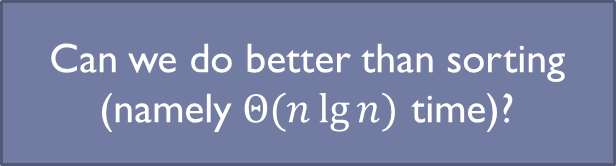 Can we do better than sorting
(namely Θ(𝑛 lg 𝑛) time)?